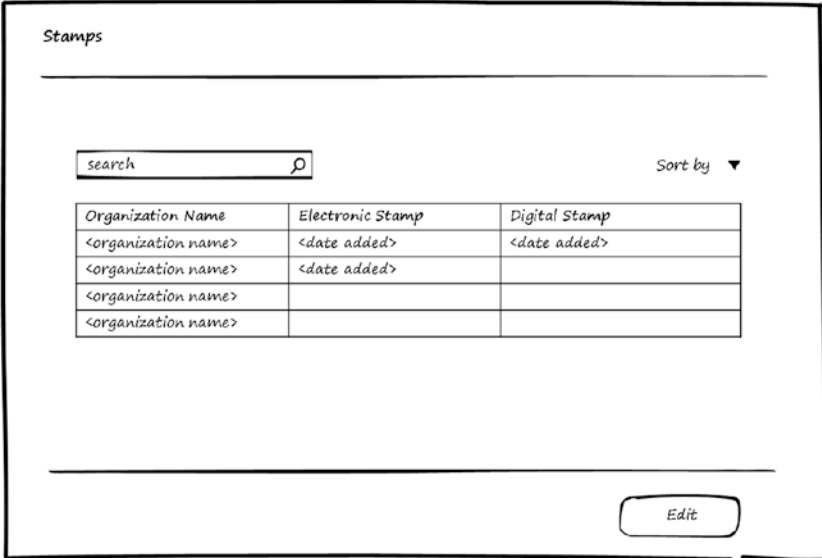 Stamps
search
Sort by
Organization Name Electronic Stamp Digital Stamp
<organization name> <date added> <date added>
<organization name> <date added>
<organization name>
<organization name>
Edit